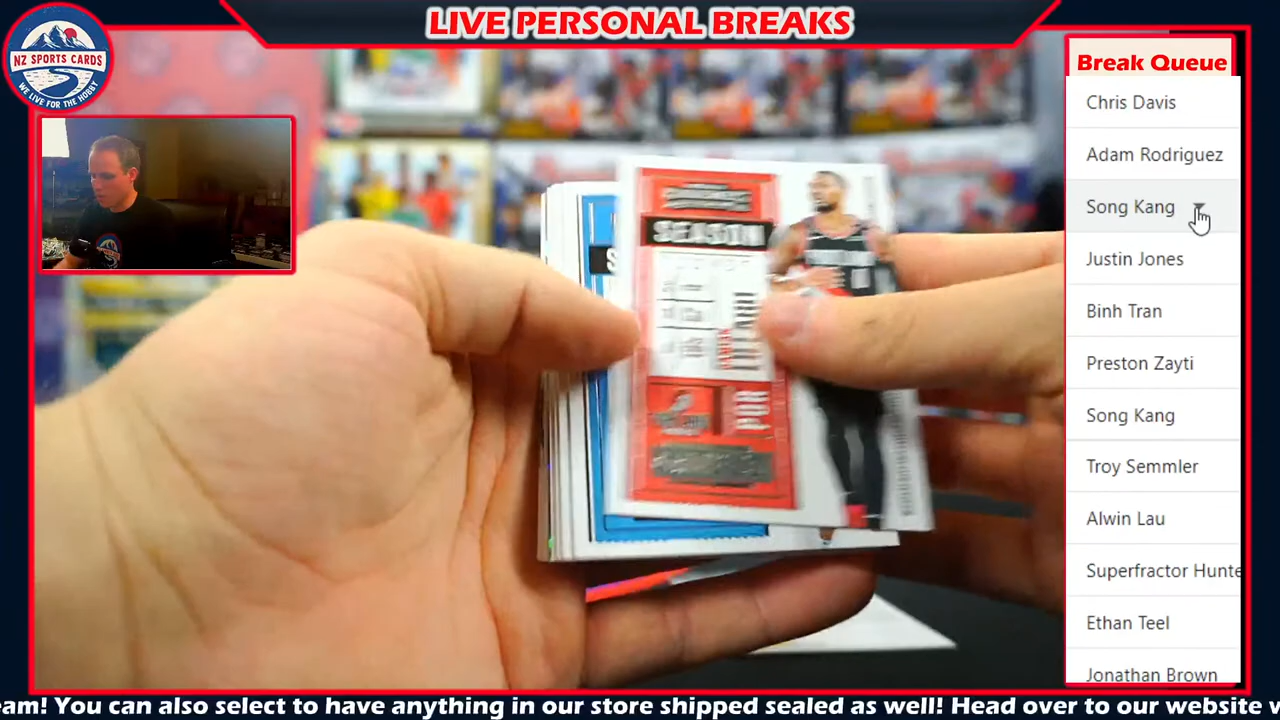 LIVE PERSONAL BREAKS
NZ SPORTS CARDS
WE LIVE FOR THE HOBBY
Break Queue
Chris Davis
Adam Rodriguez
Song Kang
Justin Jones
Binh Tran
Preston Zayti
Song Kang
Troy Semmler
Alwin Lau
Superfractor Hunte
Ethan Teel
Jonathan Brown
SEASON
eam! You can also select to have anything in our store shipped sealed as well! Head over to our website